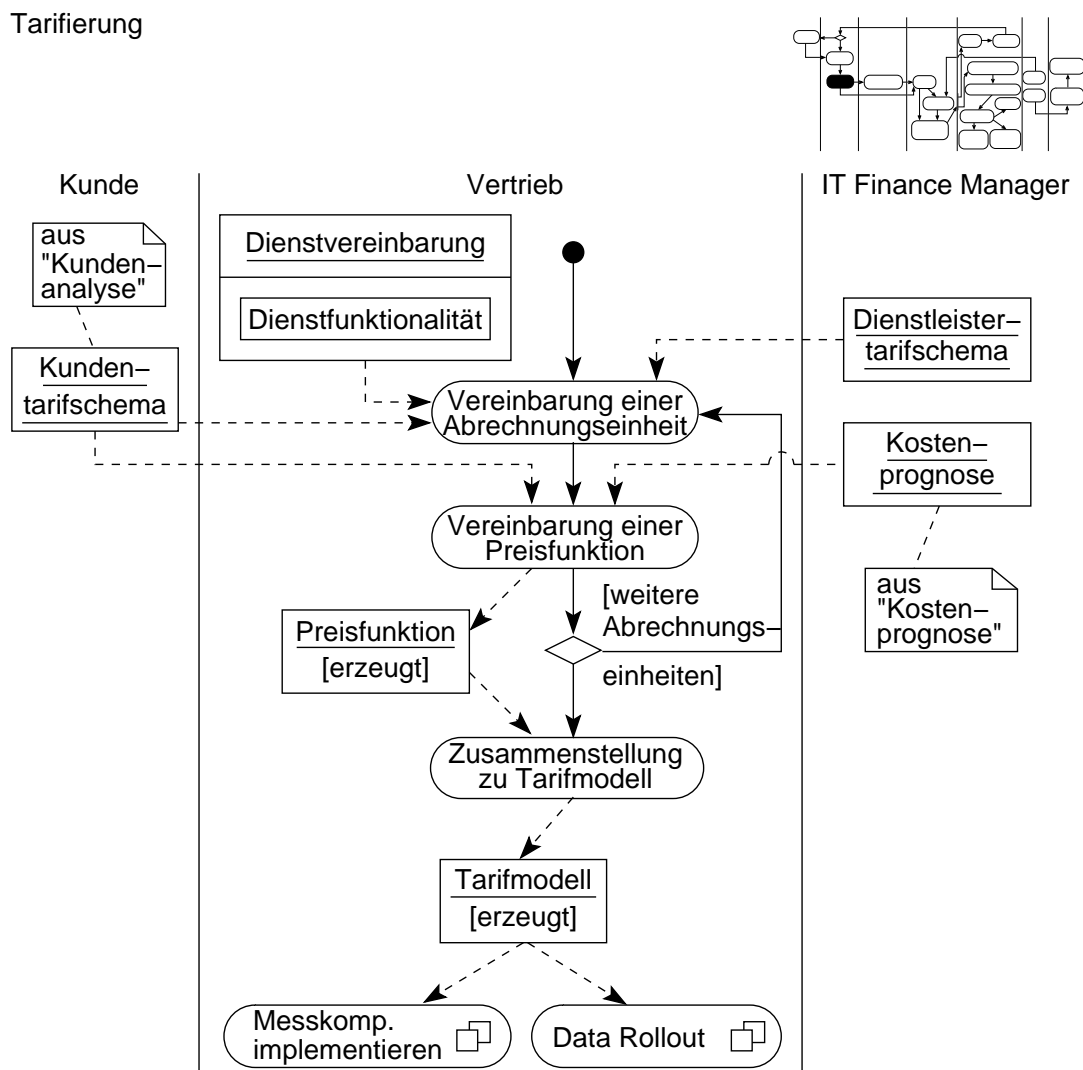 Tarifierung
Kunde
Vertrieb
IT Finance Manager
aus
"Kunden–
analyse"
Dienstvereinbarung
Dienstfunktionalität
Dienstleister–
tarifschema
Kunden–
tarifschema
Vereinbarung einer
Abrechnungseinheit
Kosten–
prognose
Vereinbarung einer
Preisfunktion
aus
"Kosten–
prognose"
[weitere
Abrechnungs–
einheiten]
Preisfunktion
[erzeugt]
Zusammenstellung
zu Tarifmodell
Tarifmodell
[erzeugt]
Messkomp.
implementieren
Data Rollout